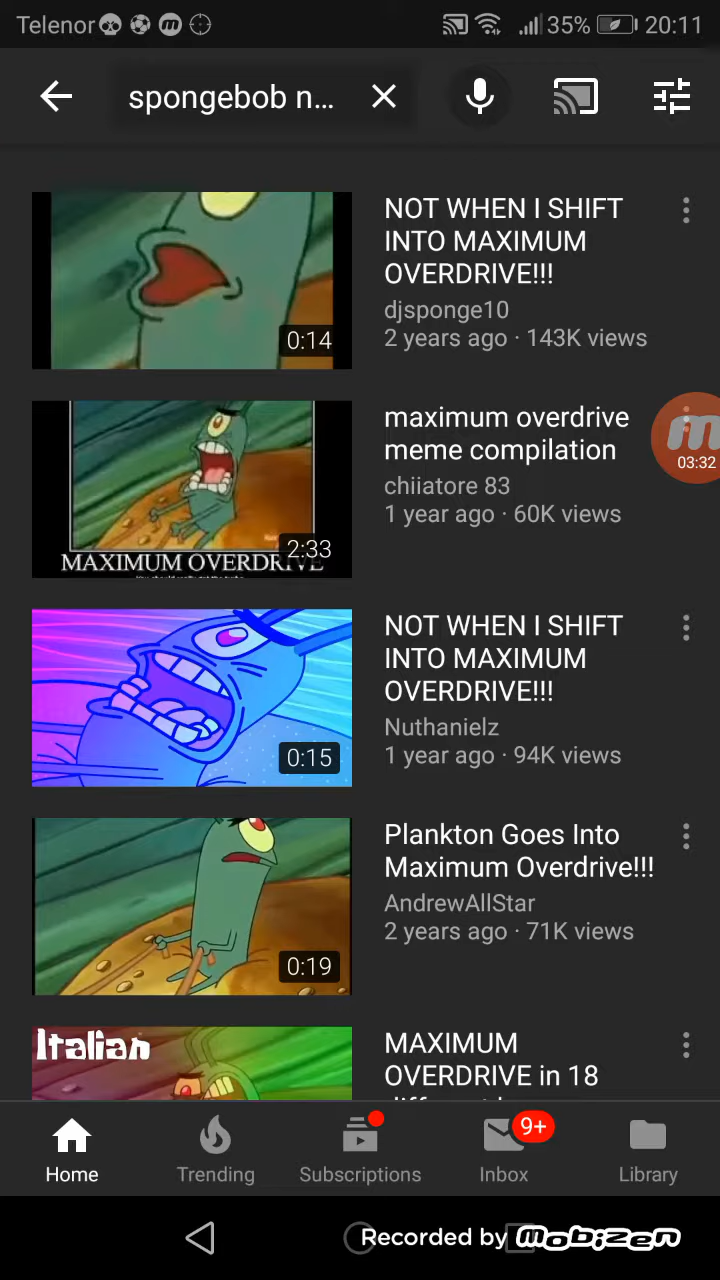 Telenor
35% 20:11
spongebob n...
NOT WHEN I SHIFT
INTO MAXIMUM
OVERDRIVE!!!
djsponge10
2 years ago · 143K views
0:14
maximum overdrive
meme compilation
chiiatore 83
1 year ago · 60K views
2:33
MAXIMUM OVERDRIVE
03:32
NOT WHEN I SHIFT
INTO MAXIMUM
OVERDRIVE!!!
Nuthanielz
1 year ago · 94K views
0:15
Plankton Goes Into
Maximum Overdrive!!!
AndrewAllStar
2 years ago · 71K views
0:19
Italian
MAXIMUM
OVERDRIVE in 18
Home
Trending
Subscriptions
9+
Inbox
Library
Recorded by Mobizen